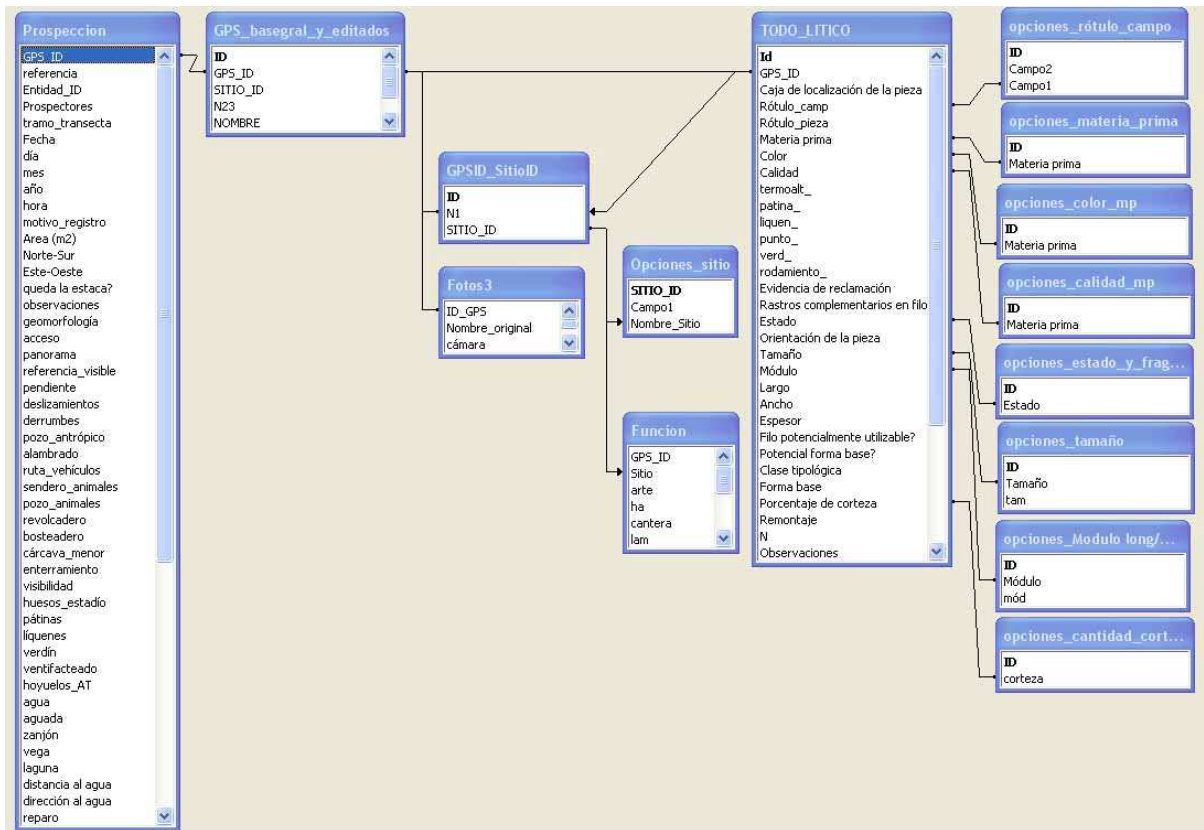 Prospeccion
GPS_ID
referencia
Entidad_ID
Prospectores
tramo_transecta
Fecha
día
mes
año
hora
motivo_registro
Area (m2)
Norte-Sur
Este-Oeste
queda la estaca?
observaciones
geomorfología
acceso
panorama
referencia_visible
pendiente
deslizamientos
derrumbes
pozo_antrópico
alambrado
ruta_vehículos
sendero_animales
pozo_animales
revolcadero
bosteadero
cárcava_menor
enterramiento
visibilidad
huesos_estadío
pátinas
líquenes
verdín
ventifacteado
hoyuelos_AT
agua
aguada
zanjón
vega
laguna
distancia al agua
dirección al agua
reparo
GPS_basegral_y_editados
ID
GPS_ID
SITIO_ID
N23
NOMBRE
GPSID_SitioID
ID
N1
SITIO_ID
Fotos3
ID_GPS
Nombre_original
cámara
Opciones_sitio
SITIO_ID
Campo1
Nombre_Sitio
Funcion
GPS_ID
Sitio
arte
ha
cantera
lam
TODO_LITICO
Id
GPS_ID
Caja de localización de la pieza
Rótulo_camp
Rótulo_pieza
Materia prima
Color
Calidad
termoalt_
patina_
liquen_
punto_
verd_
rodamiento_
Evidencia de reclamación
Rastros complementarios en filo
Estado
Orientación de la pieza
Tamaño
Módulo
Largo
Ancho
Espesor
Filo potencialmente utilizable?
Potencial forma base?
Clase tipológica
Forma base
Porcentaje de corteza
Remontaje
N
Observaciones
opciones_rótulo_campo
ID
Campo2
Campo1
opciones_materia_prima
ID
Materia prima
opciones_color_mp
ID
Materia prima
opciones_calidad_mp
ID
Materia prima
opciones_estado_y_frag...
ID
Estado
opciones_tamaño
ID
Tamaño
tam
opciones_Modulo long/...
ID
Módulo
mód
opciones_cantidad_cort...
ID
corteza